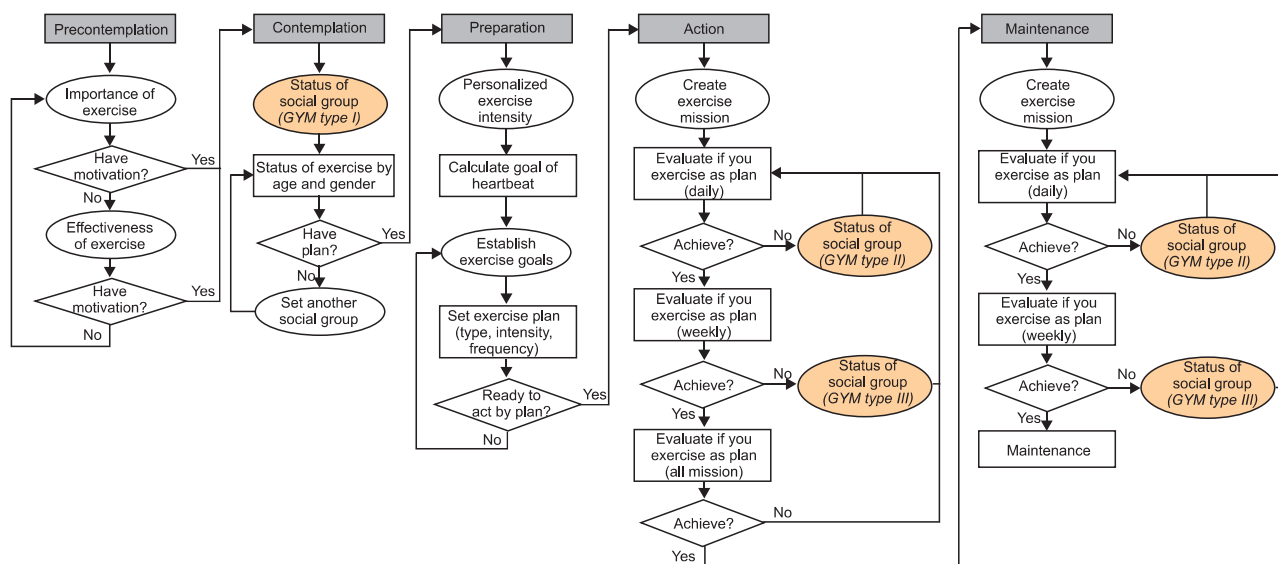 Precontemplation
Importance of
exercise
Have
motivation?
Yes
No
Effectiveness
of exercise
Have
motivation?
Yes
No
Contemplation
Status of
social group
(GYM type I)
Status of exercise by
age and gender
Have
plan?
Yes
No
Set another
social group
Preparation
Personalized
exercise
intensity
Calculate goal of
heartbeat
Establish
exercise goals
Set exercise plan
(type, intensity,
frequency)
Ready to
act by plan?
Yes
No
Action
Create
exercise
mission
Evaluate if you
exercise as plan
(daily)
Achieve?
No
Status of
social group
(GYM type II)
Yes
Evaluate if you
exercise as plan
(weekly)
Achieve?
No
Status of
social group
(GYM type III)
Yes
Evaluate if you
exercise as plan
(all mission)
Achieve?
No
Yes
Maintenance
Create
exercise
mission
Evaluate if you
exercise as plan
(daily)
Achieve?
No
Status of
social group
(GYM type II)
Yes
Evaluate if you
exercise as plan
(weekly)
Achieve?
No
Status of
social group
(GYM type III)
Yes
Maintenance